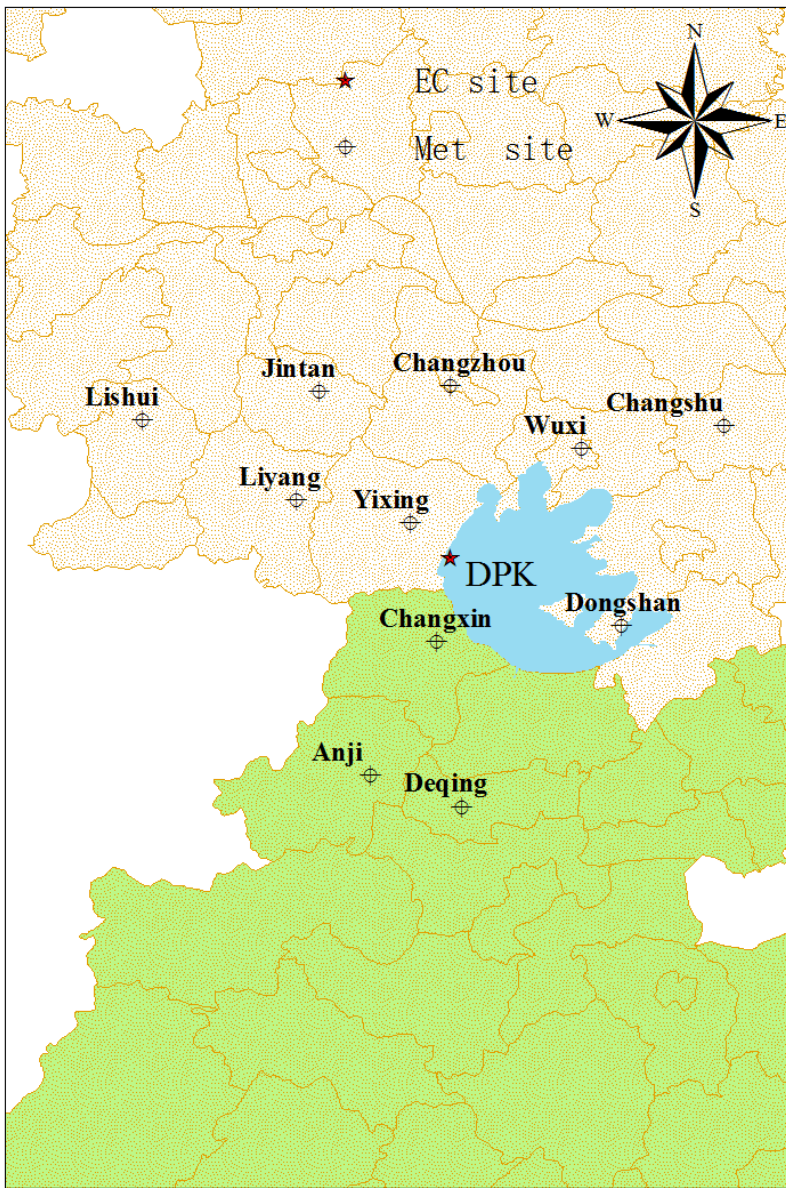 N
EC site
W
E
Met site
S
Jintan
Changzhou
Lishui
Changshu
Wuxi
Liyang
Yixing
DPK
Dongshan
Changxin
Anji
Deqing